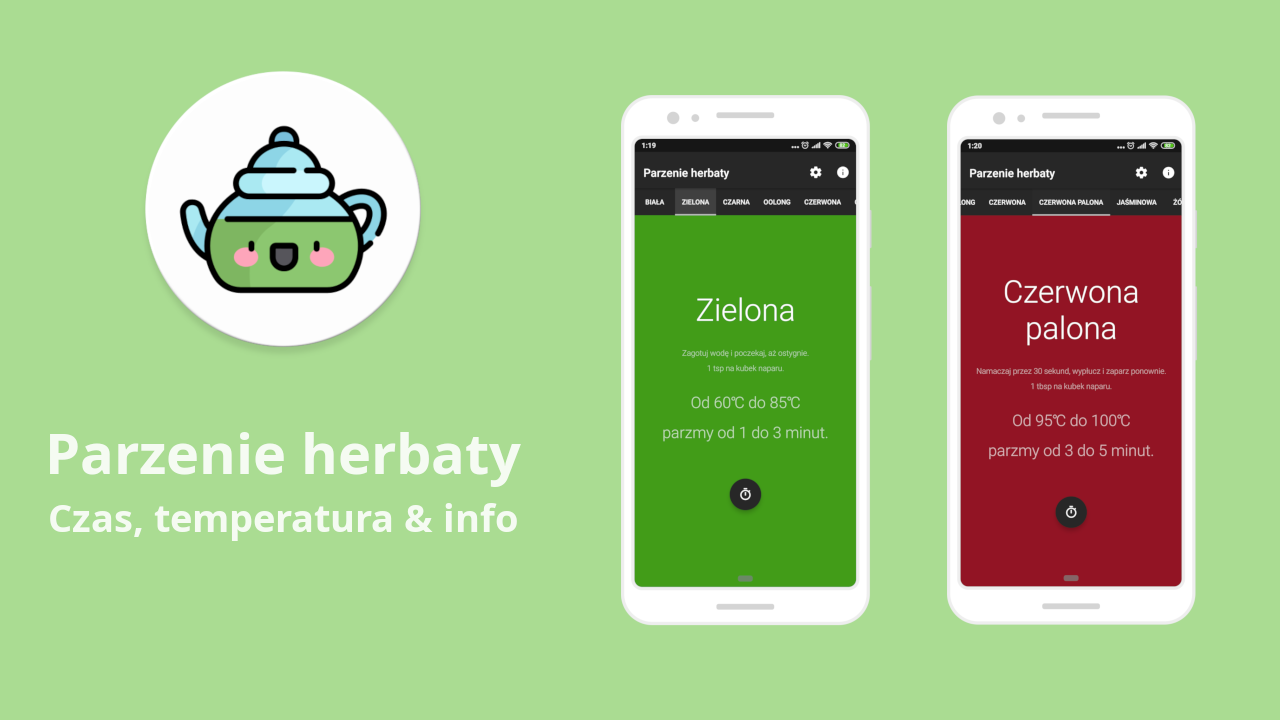 Parzenie herbaty
Czas, temperatura & info
1:19
Parzenie herbaty
BIAŁA ZIELONA CZARNA OOLONG CZERWONA
Zielona
Zagotuj wodę i poczekaj, aż ostygnie.
1 tsp na kubek naparu.
Od 60℃ do 85℃
parzmy od 1 do 3 minut.
1:20
Parzenie herbaty
ONG CZERWONA CZERWONA PALONA JAŚMINOWA ŻÓ
Czerwona
palona
Namaczaj przez 30 sekund, wypłucz i zaparz ponownie.
1 tbsp na kubek naparu.
Od 95℃ do 100℃
parzmy od 3 do 5 minut.